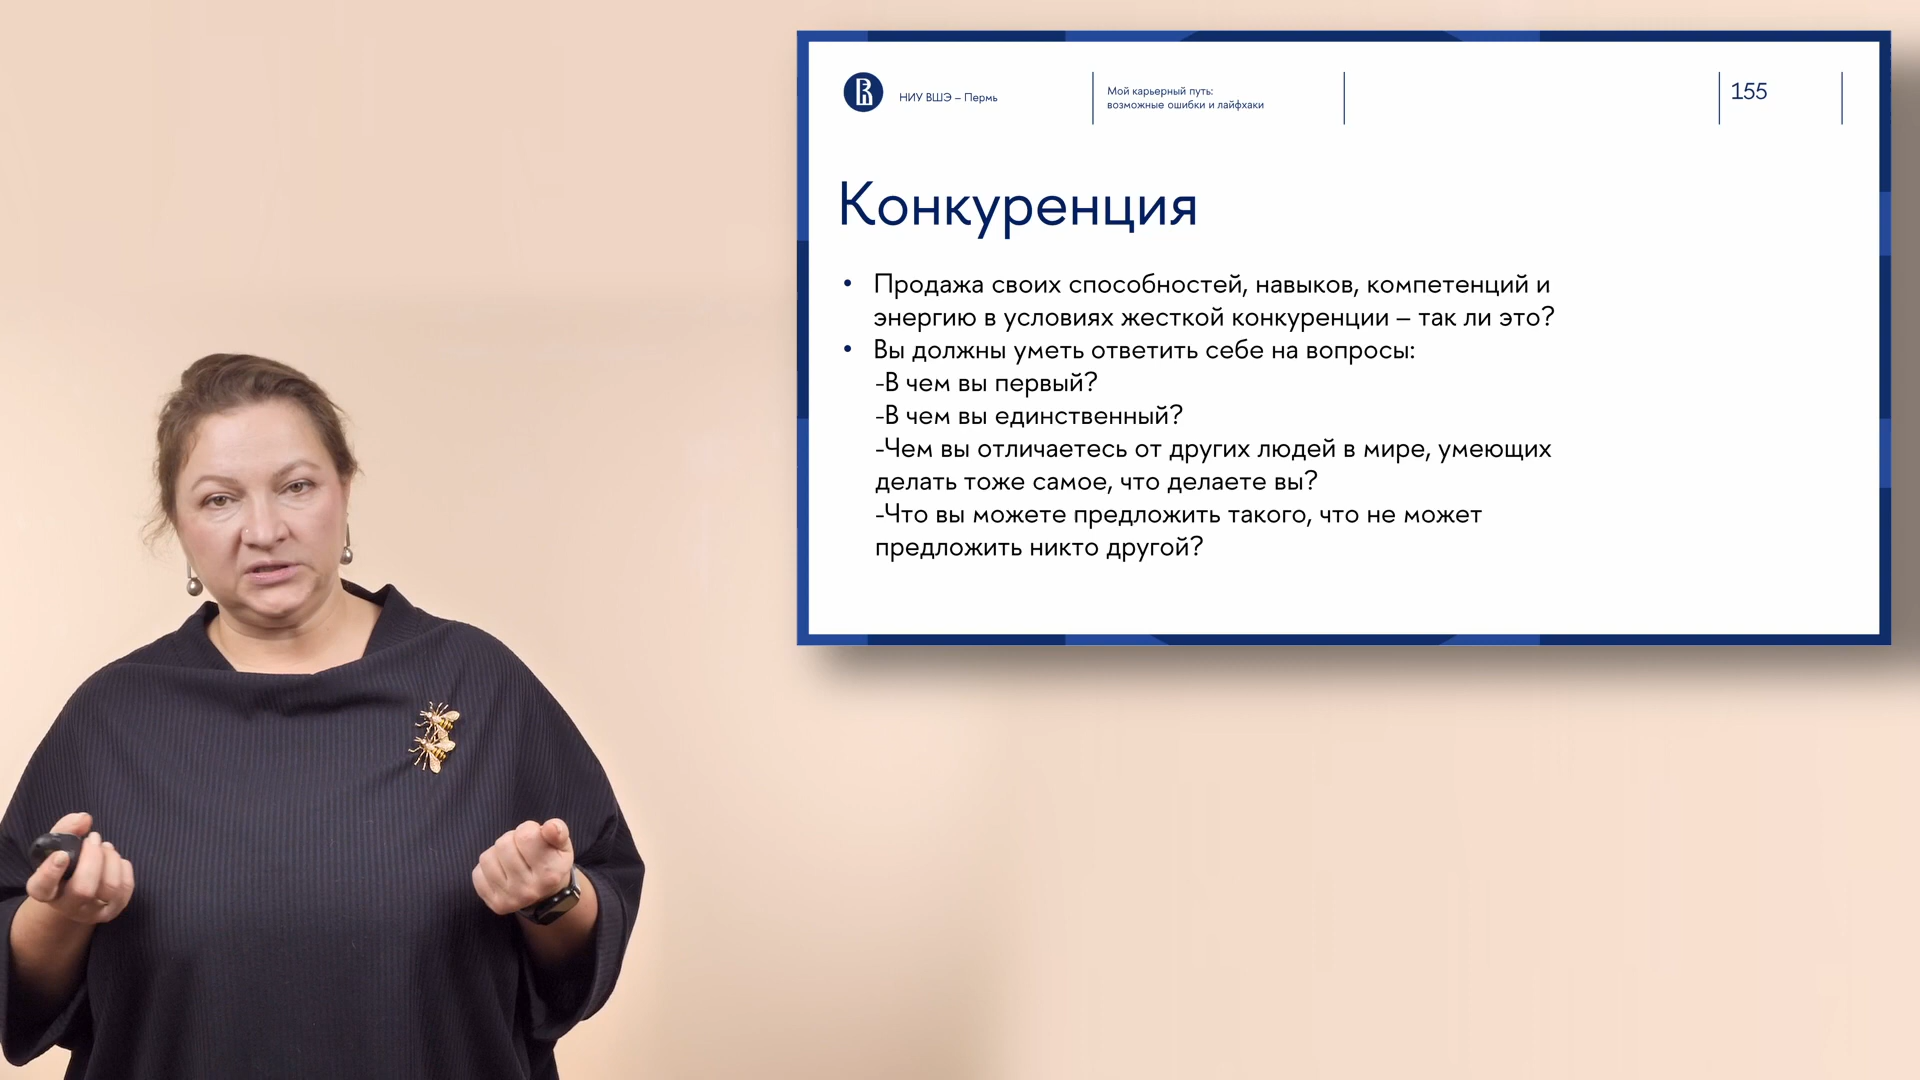 НИУ ВШЭ – Пермь
Мой карьерный путь:
возможные ошибки и лайфхаки
155
Конкуренция
• Продажа своих способностей, навыков, компетенций и
энергию в условиях жесткой конкуренции – так ли это?
• Вы должны уметь ответить себе на вопросы:
-В чем вы первый?
-В чем вы единственный?
-Чем вы отличаетесь от других людей в мире, умеющих
делать тоже самое, что делаете вы?
-Что вы можете предложить такого, что не может
предложить никто другой?